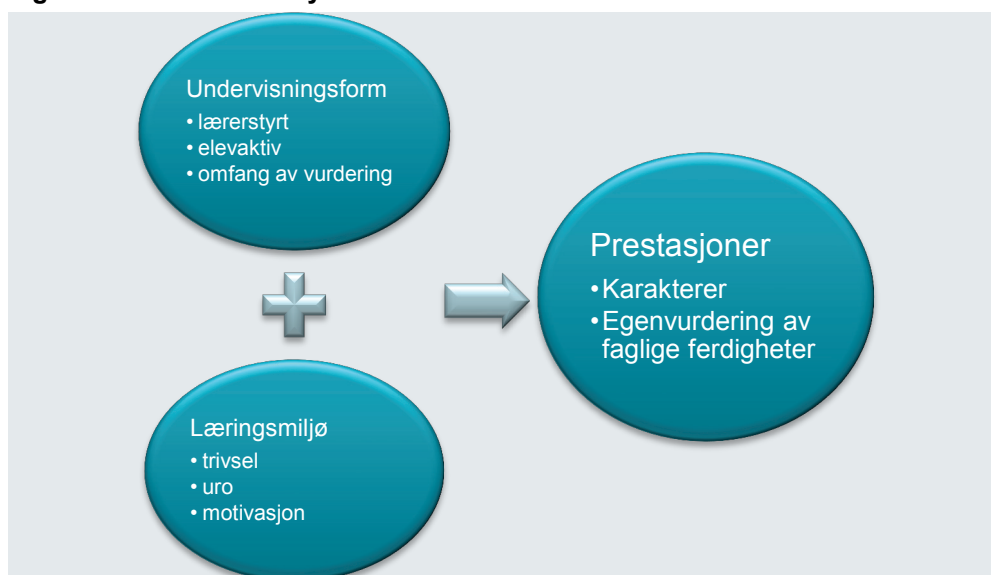 Undervisningsform
• lærerstyrt
• elevaktiv
• omfang av vurdering
Læringsmiljø
• trivsel
• uro
• motivasjon
Prestasjoner
•Karakterer
•Egenvurdering av
faglige ferdigheter